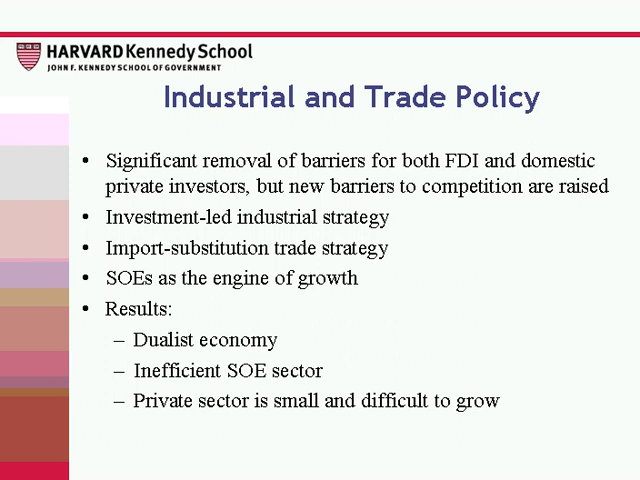 HARVARD Kennedy School
JOHN F. KENNEDY SCHOOL OF GOVERNMENT
Industrial and Trade Policy
• Significant removal of barriers for both FDI and domestic
private investors, but new barriers to competition are raised
• Investment-led industrial strategy
• Import-substitution trade strategy
• SOEs as the engine of growth
• Results:
– Dualist economy
– Inefficient SOE sector
– Private sector is small and difficult to grow